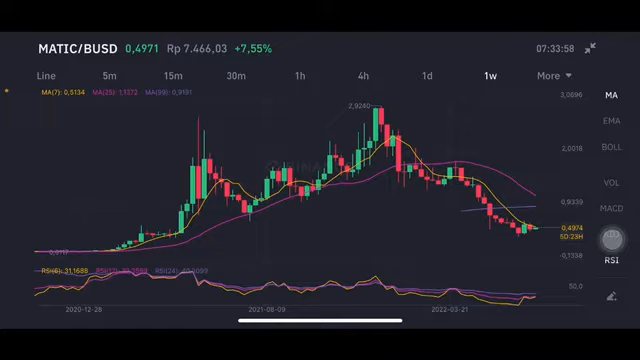 MATIC/BUSD 0,4971 Rp 7.466,03 +7,55% 07:33:58
Line 5m 15m 30m 1h 4h 1d 1w More
MA(7): 0,5134 MA(25): 1,1372 MA(99): 0,9191
MA
EMA
BOLL
VOL
MACD
KDJ
RSI
3,0696
2,9240
2,0018
0,9339
0,4974
5D:23H
-0,1338
RSI(6): 31,1688
50,0
2020-12-28 2021-08-09 2022-03-21